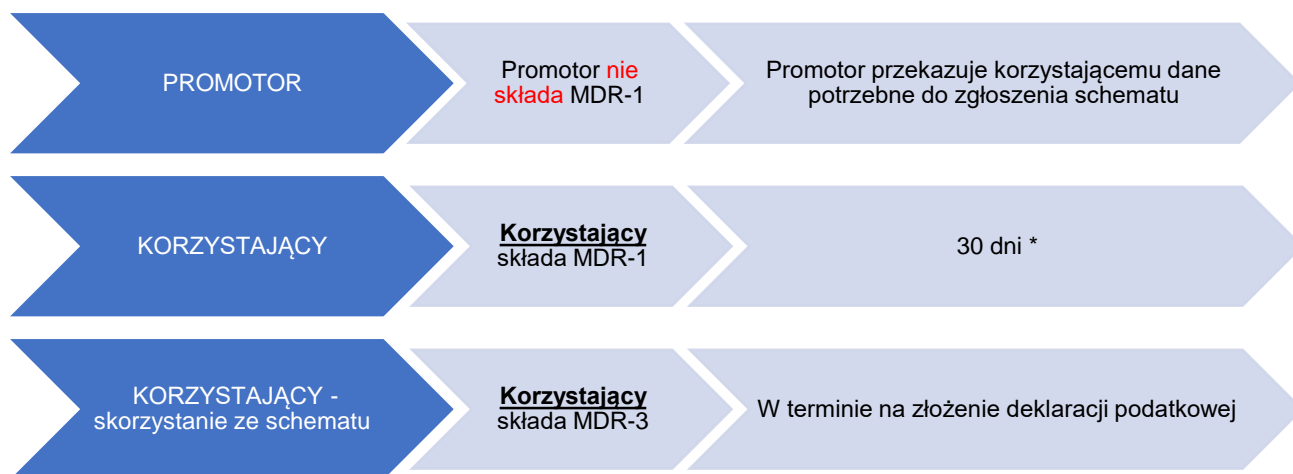 PROMOTOR
Promotor nie
składa MDR-1
Promotor przekazuje korzystającemu dane
potrzebne do zgłoszenia schematu
KORZYSTAJĄCY
Korzystający
składa MDR-1
30 dni *
KORZYSTAJĄCY -
skorzystanie ze schematu
Korzystający
składa MDR-3
W terminie na złożenie deklaracji podatkowej